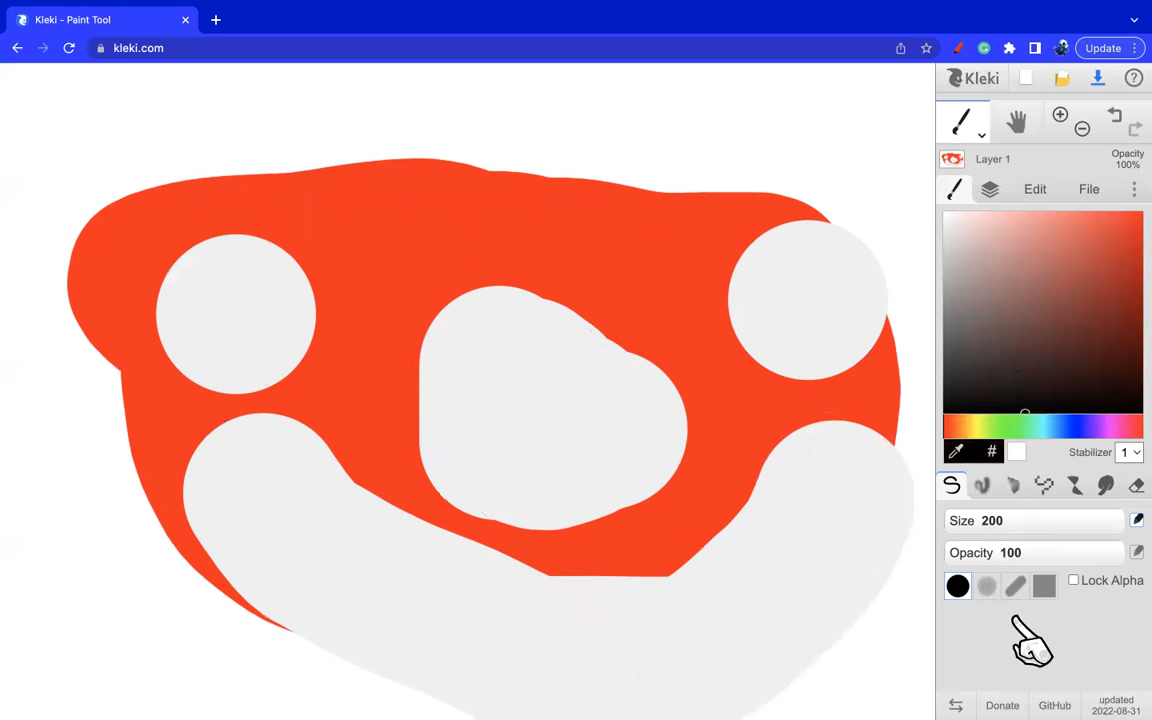 Kleki - Paint Tool
kleki.com
Update
Kleki
Layer 1
Opacity
100%
Edit
File
Stabilizer 1
Size 200
Opacity 100
Lock Alpha
Donate
GitHub
updated
2022-08-31